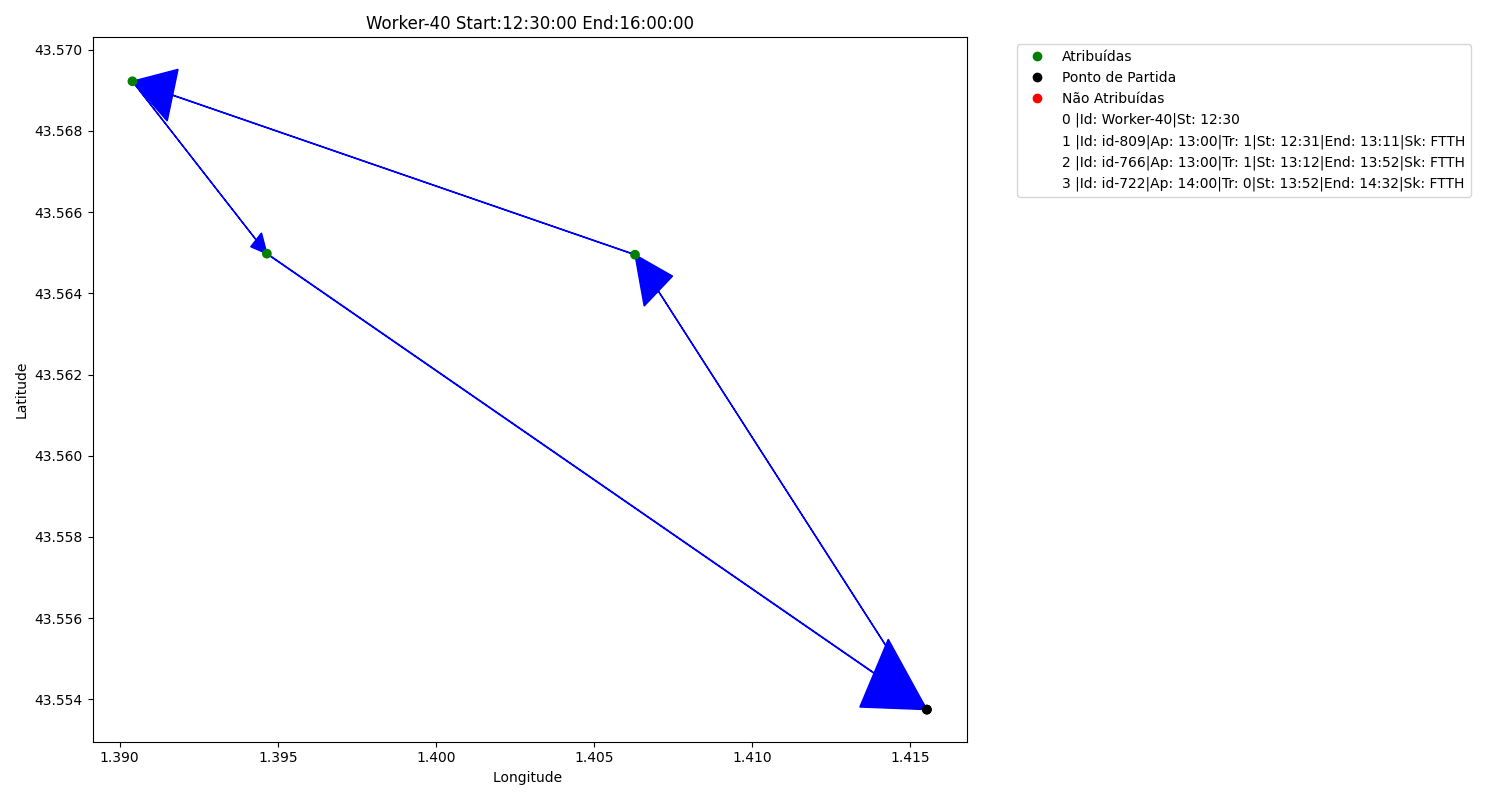 Worker-40 Start:12:30:00 End:16:00:00
43.570
43.568
43.566
43.564
43.562
43.560
43.558
43.556
43.554
Latitude
1.390
1.395
1.400
1.405
1.410
1.415
Longitude
Atribuídas
Ponto de Partida
Não Atribuídas
0 |Id: Worker-40|St: 12:30
1 |Id: id-809|Ap: 13:00|Tr: 1|St: 12:31|End: 13:11|Sk: FTTH
2 |Id: id-766|Ap: 13:00|Tr: 1|St: 13:12|End: 13:52|Sk: FTTH
3 |Id: id-722|Ap: 14:00|Tr: 0|St: 13:52|End: 14:32|Sk: FTTH